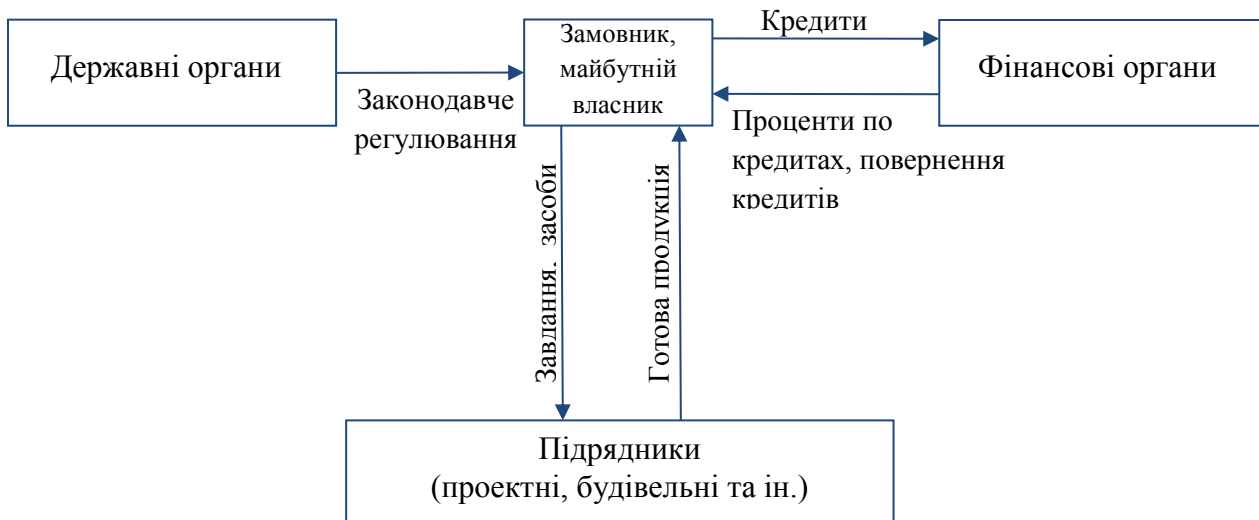 Державні органи
Законодавче
регулювання
Замовник,
майбутній
власник
Кредити
Проценти по
кредитах, повернення
кредитів
Фінансові органи
Завдання, засоби
Готова продукція
Підрядники
(проектні, будівельні та ін.)